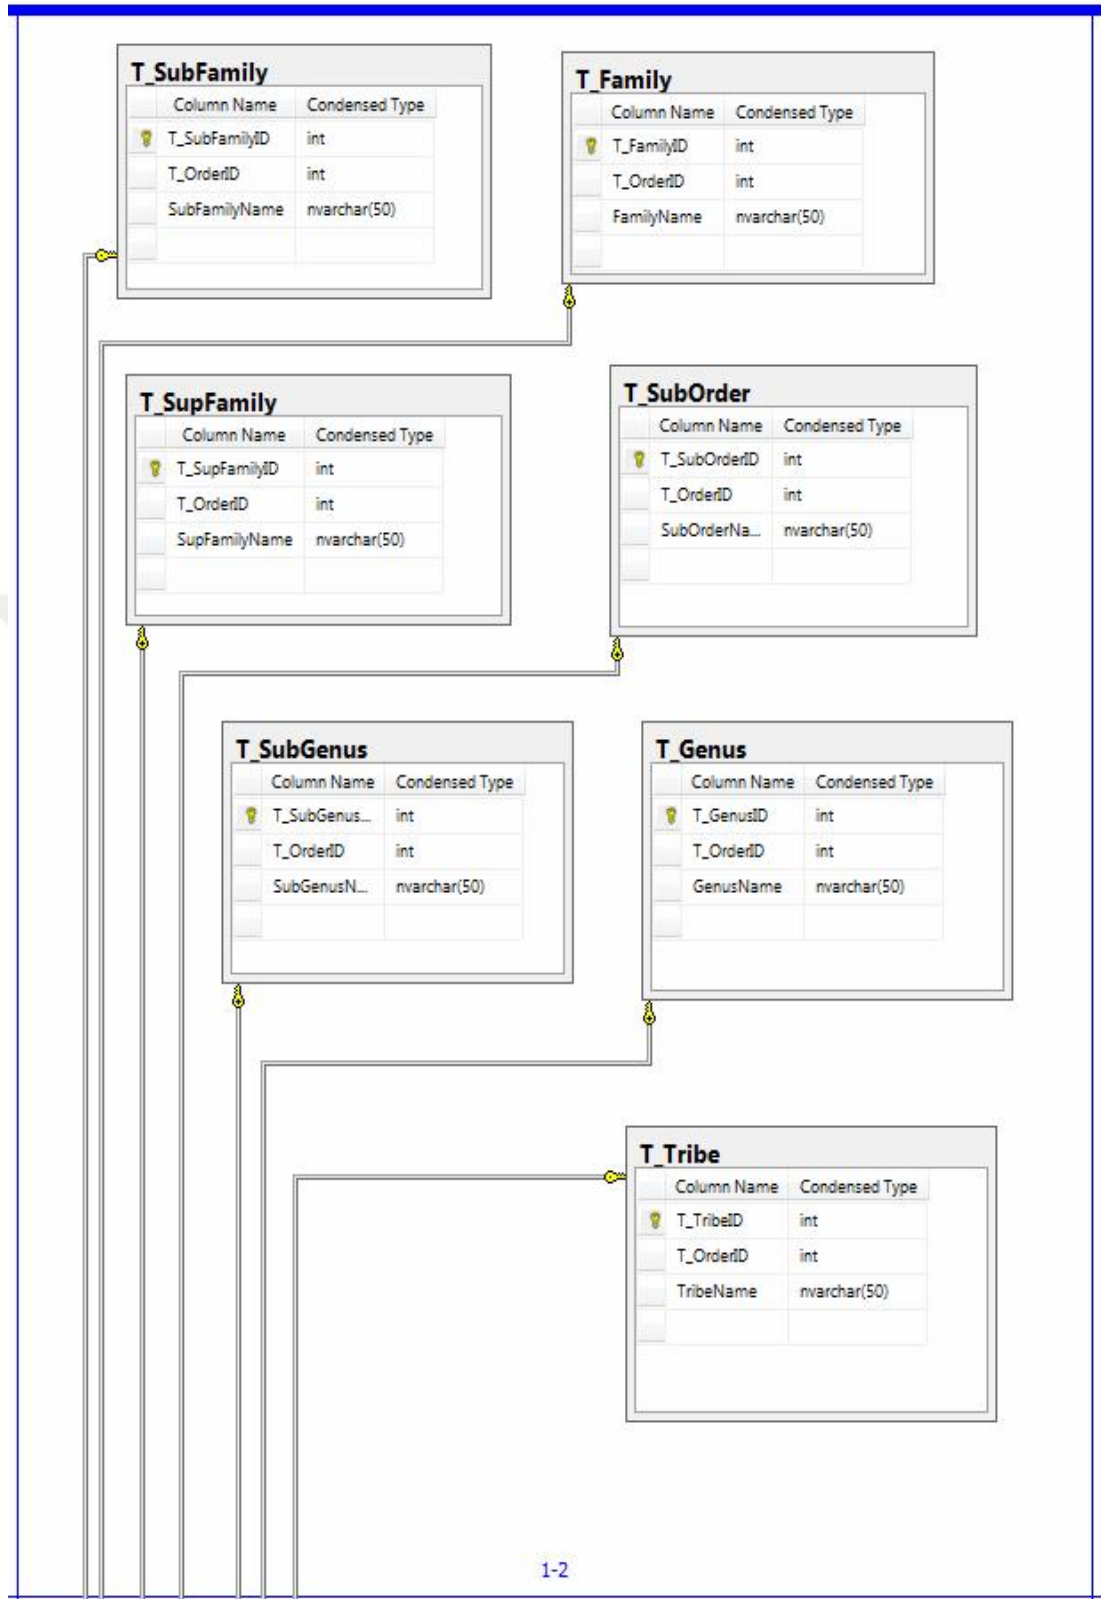 T_SubFamily
Column Name Condensed Type
T_SubFamilyID int
T_OrderID int
SubFamilyName nvarchar(50)
T_Family
Column Name Condensed Type
T_FamilyID int
T_OrderID int
FamilyName nvarchar(50)
T_SupFamily
Column Name Condensed Type
T_SupFamilyID int
T_OrderID int
SupFamilyName nvarchar(50)
T_SubOrder
Column Name Condensed Type
T_SubOrderID int
T_OrderID int
SubOrderNa... nvarchar(50)
T_SubGenus
Column Name Condensed Type
T_SubGenus... int
T_OrderID int
SubGenusN... nvarchar(50)
T_Genus
Column Name Condensed Type
T_GenusID int
T_OrderID int
GenusName nvarchar(50)
T_Tribe
Column Name Condensed Type
T_TribeID int
T_OrderID int
TribeName nvarchar(50)
1-2